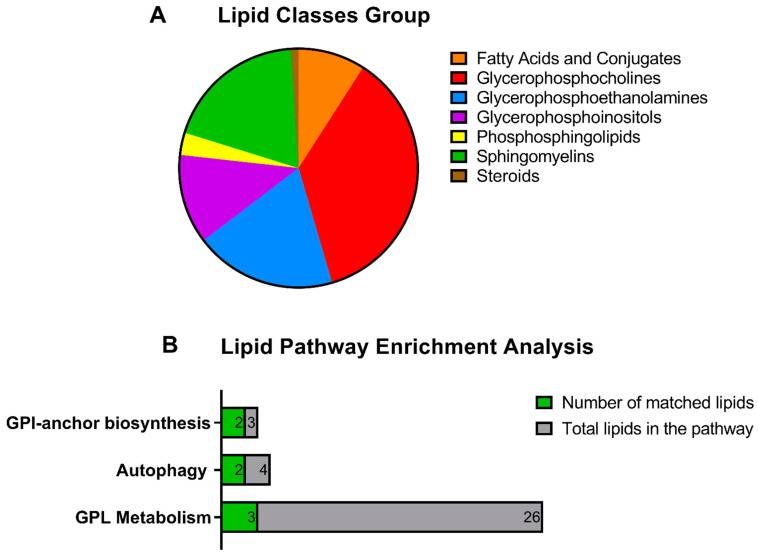 A Lipid Classes Group
Fatty Acids and Conjugates
Glycerophosphocholines
Glycerophosphoethanolamines
Glycerophosphoinositols
Phosphosphingolipids
Sphingomyelins
Steroids
B Lipid Pathway Enrichment Analysis
Number of matched lipids
Total lipids in the pathway
GPI-anchor biosynthesis 2 3
Autophagy 2 4
GPL Metabolism 3 26